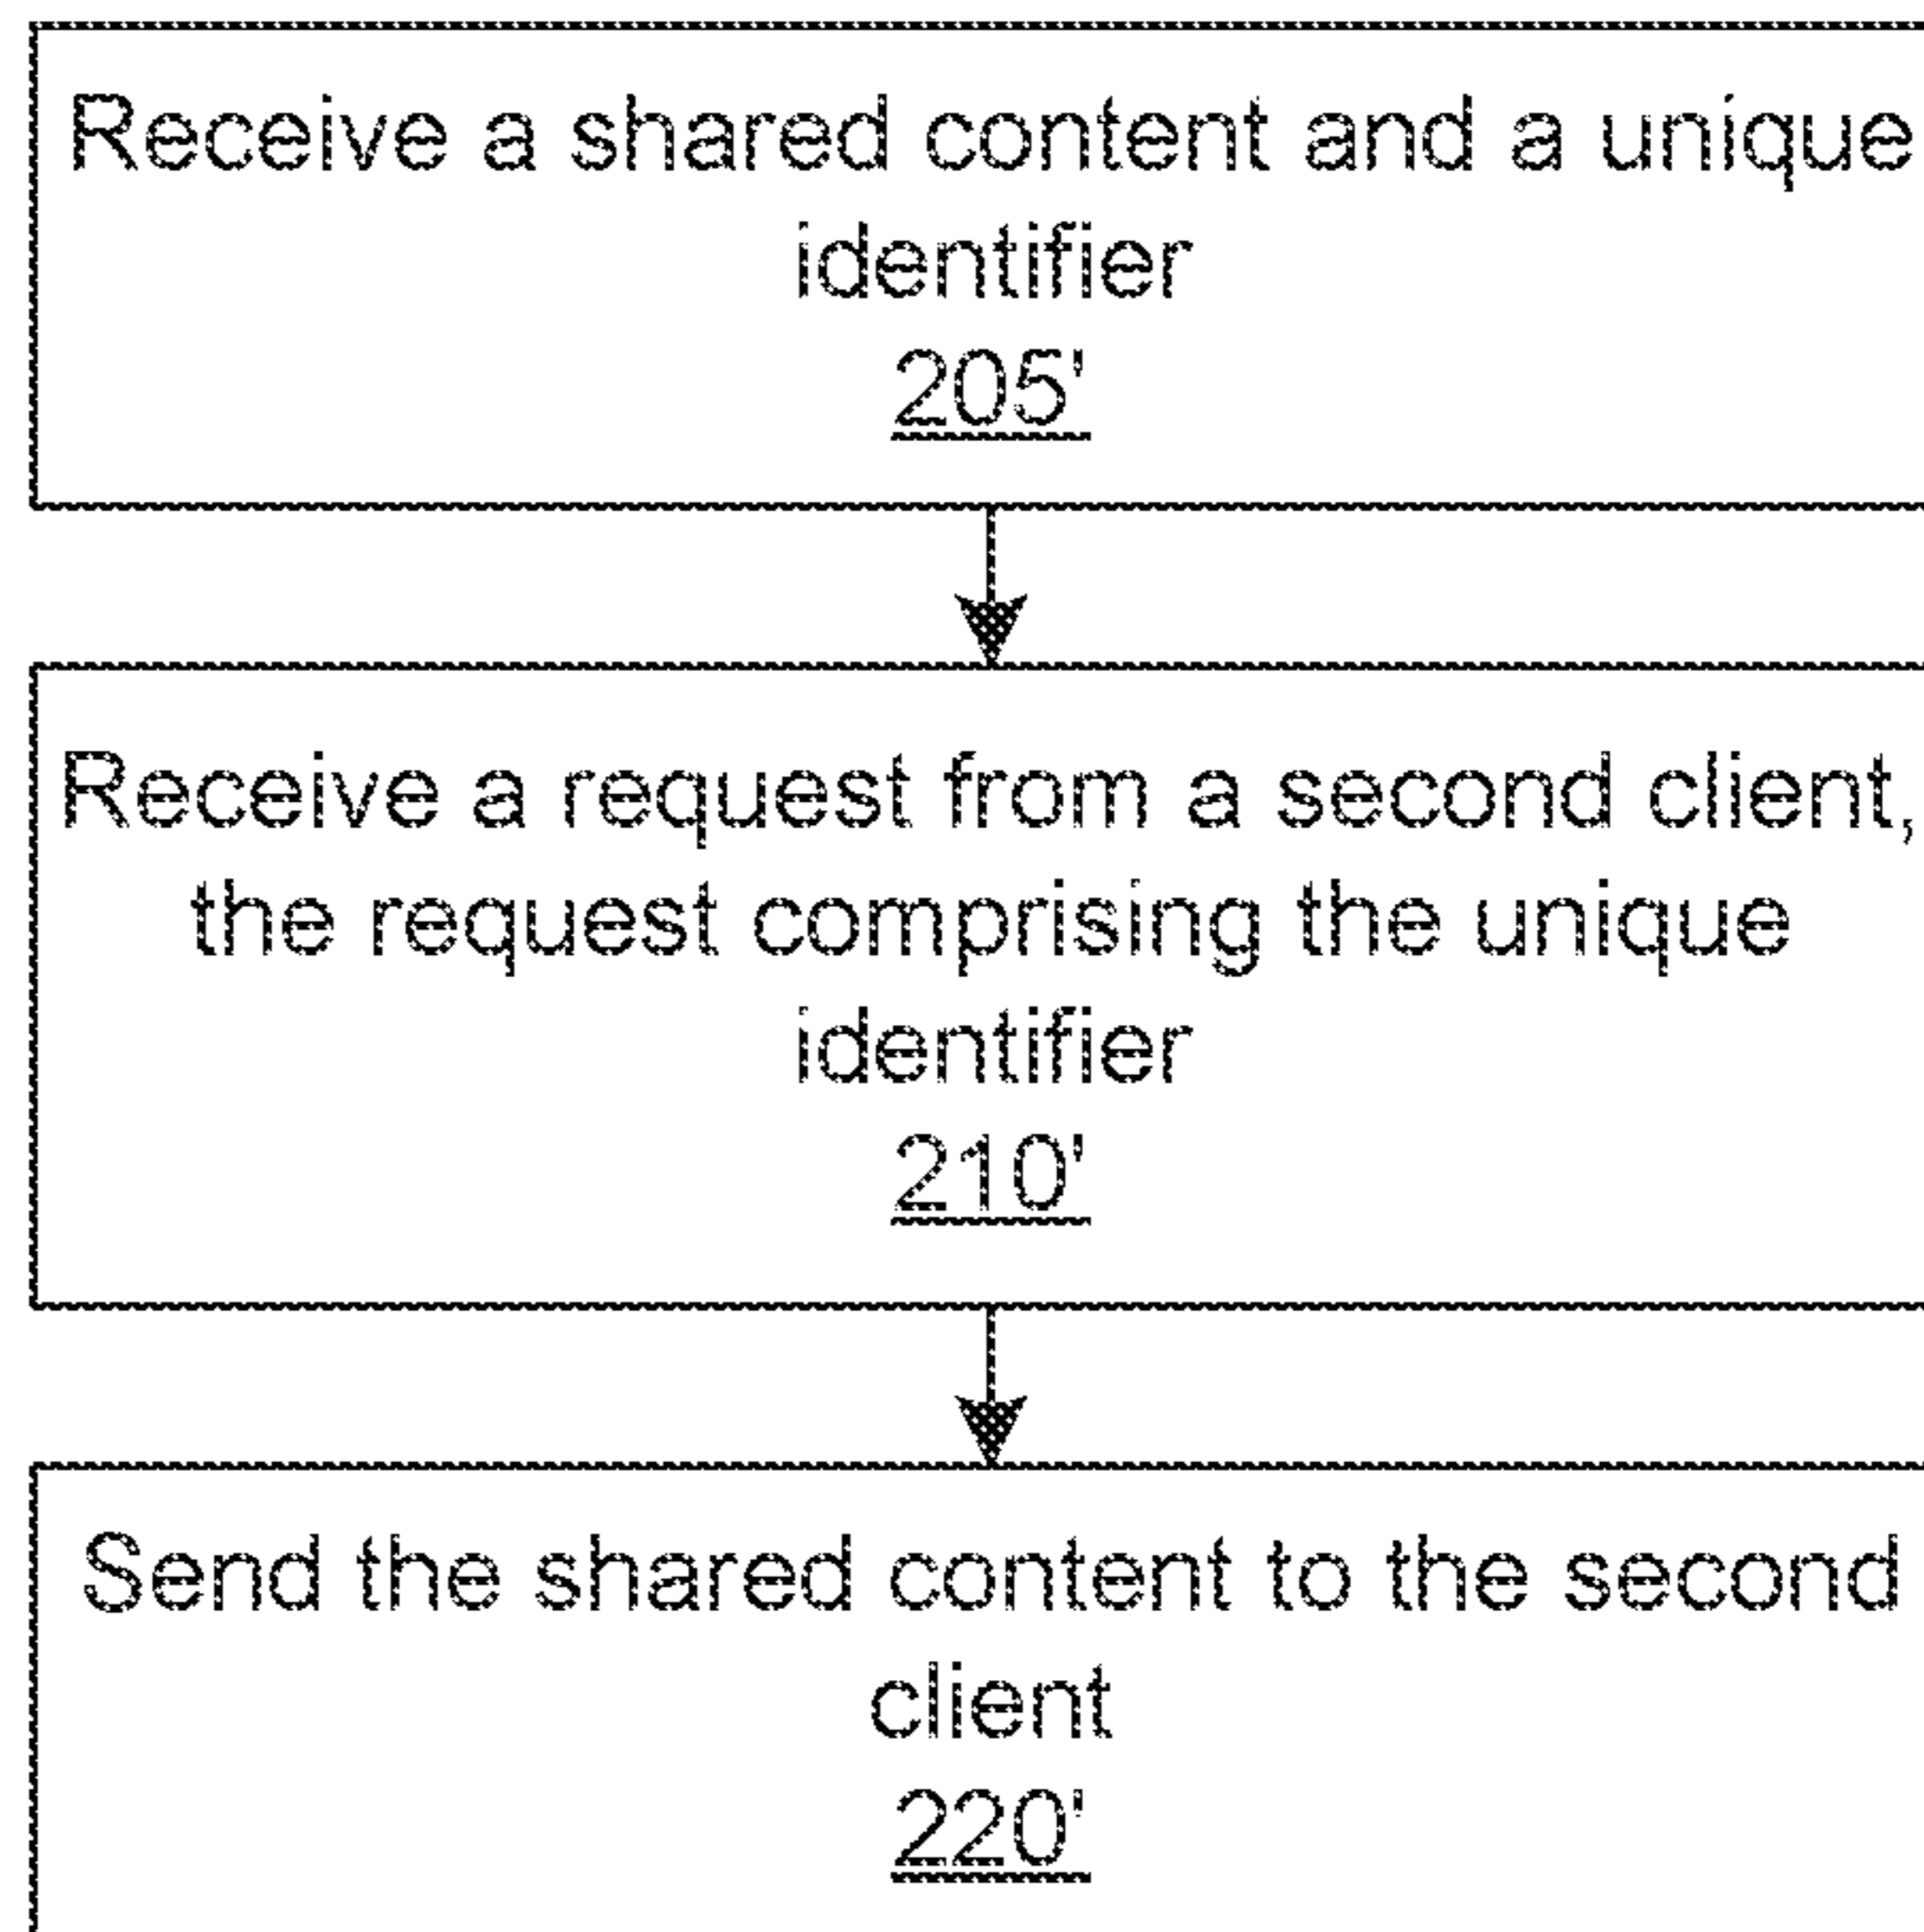 Receive a shared content and a unique
identifier
205'
Receive a request from a second client,
the request comprising the unique
identifier
210'
Send the shared content to the second
client
220'